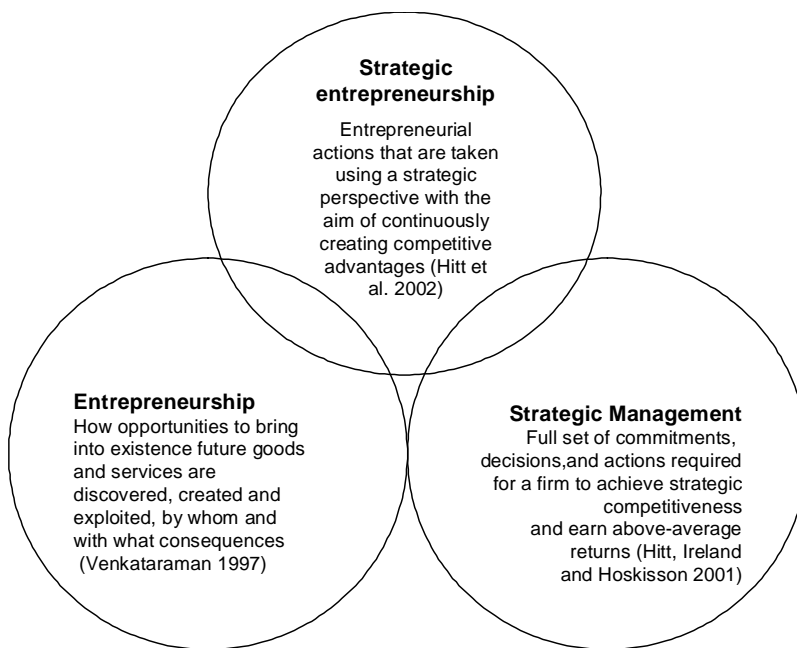 Strategic
entrepreneurship
Entrepreneurial
actions that are taken
using a strategic
perspective with the
aim of continuously
creating competitive
advantages (Hitt et
al. 2002)
Entrepreneurship
How opportunities to bring
into existence future goods
and services are
discovered, created and
exploited, by whom and
with what consequences
(Venkataraman 1997)
Strategic Management
Full set of commitments,
decisions,and actions required
for a firm to achieve strategic
competitiveness
and earn above-average
returns (Hitt, Ireland
and Hoskisson 2001)